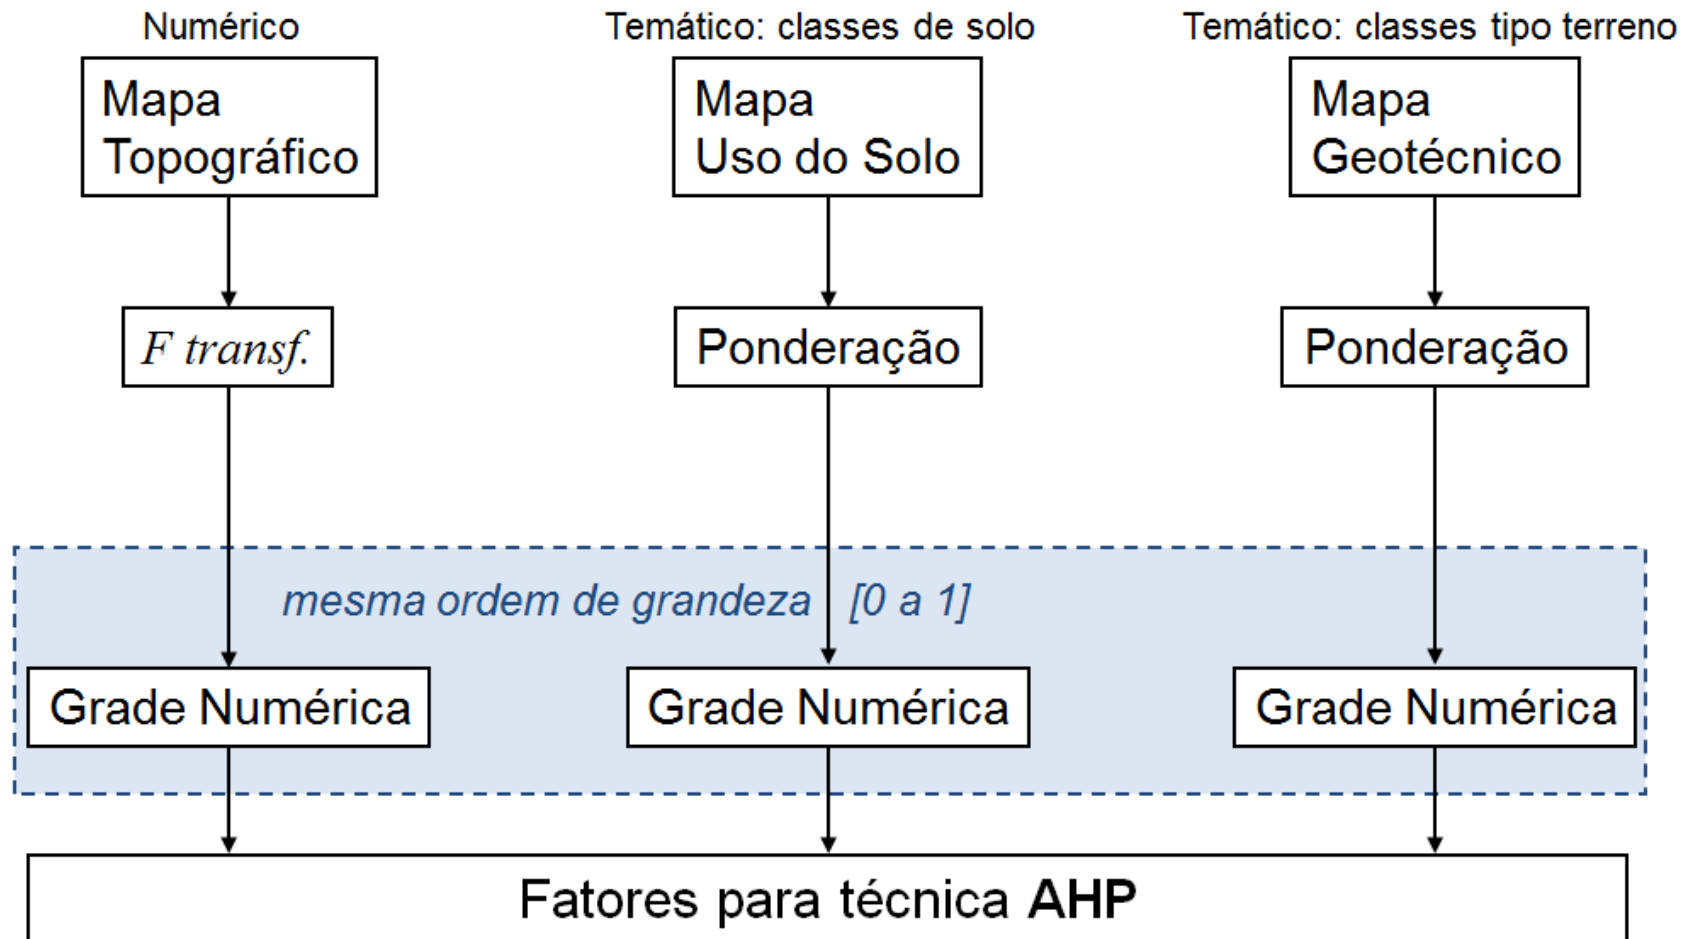 Numérico
Temático: classes de solo
Temático: classes tipo terreno
Mapa
Topográfico
Mapa
Uso do Solo
Mapa
Geotécnico
F transf.
Ponderação
Ponderação
mesma ordem de grandeza [0 a 1]
Grade Numérica
Grade Numérica
Grade Numérica
Fatores para técnica AHP